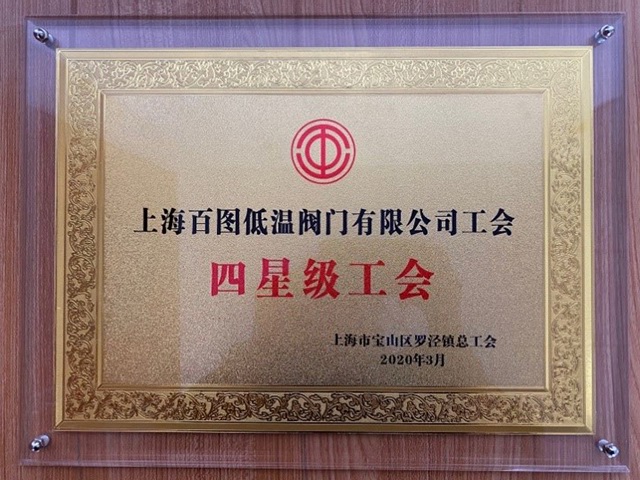 上海百图低温阀门有限公司工会
四星级工会
上海市宝山区罗泾镇总工会
2020年3月